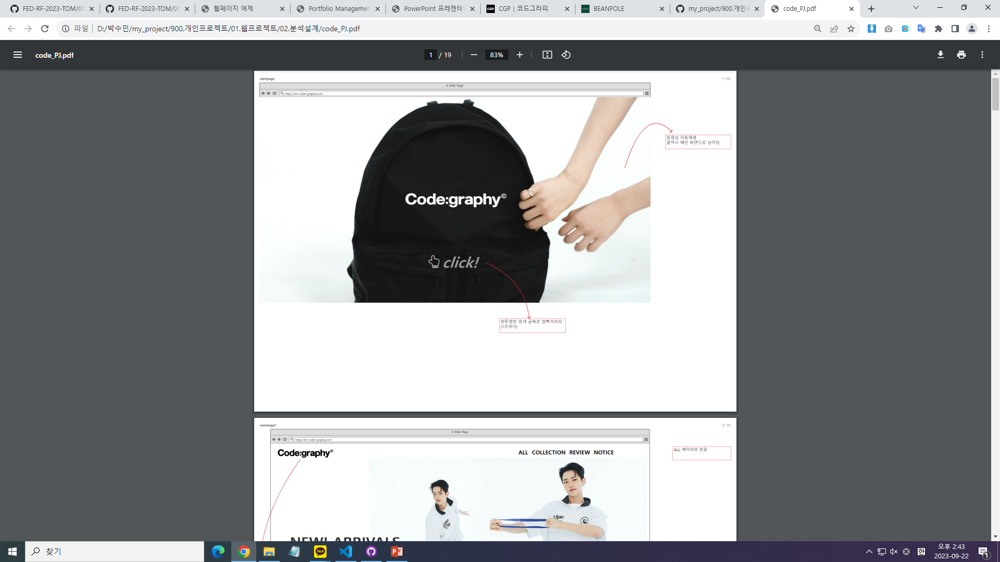 FED-RF-2023-TOM/00
FED-RF-2023-TOM/00
웹페이지 예제
Portfolio Managemen
PowerPoint 프레젠테이
CGP | 코드그라피
BEANPOLE
my_project/900.개인프
code_PJ.pdf
파일
D:/박수민/my_project/900.개인프로젝트/01.웹프로젝트/02.분석설계/code_PJ.pdf
code_PJ.pdf
1 / 19
83%
startpage
1 / 19
A Web Page
http://sm-code-graphy.com
동영상 자동재생
클릭시 메인 화면으로 넘어감
Code:graphy©
click!
반투명한 회색 글씨로 깜빡거리자
(1초마다)
mainpage1
2 / 19
A Web Page
http://sm-code-graphy.com
Code:graphy©
ALL COLLECTION REVIEW NOTICE
ALL 페이지와 연결
NEW! ARRIVALS
찾기
TALK
한
오후 2:43
2023-09-22
1